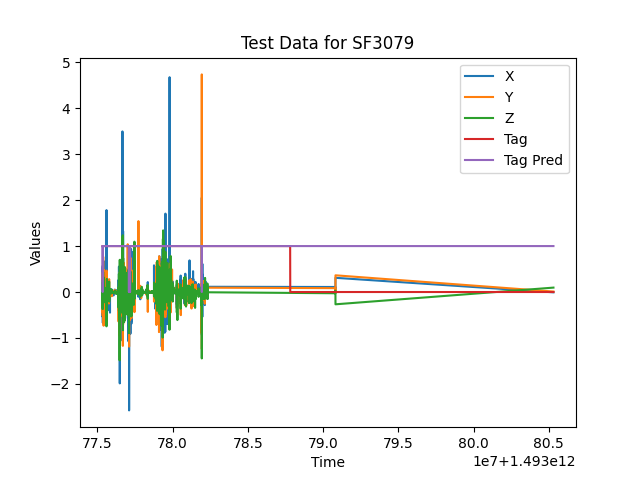 Test Data for SF3079
X
Y
Z
Tag
Tag Pred
5
4
3
2
1
0
−1
−2
Values
77.5
78.0
78.5
79.0
79.5
80.0
80.5
Time
1e7+1.493e12